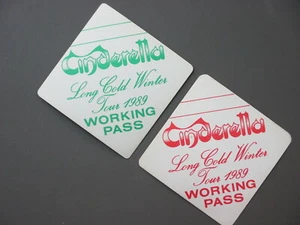 Cinderella
Long Cold Winter
Tour 1989
WORKING
PASS
Cinderella
Long Cold Winter
Tour 1989
WORKING
PASS